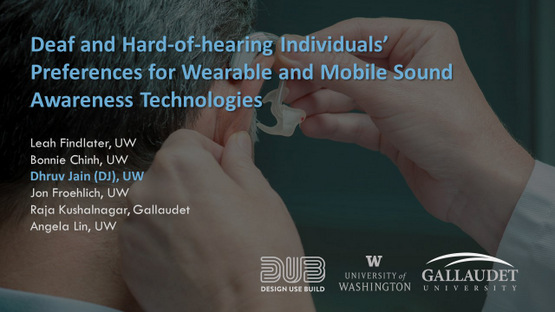 Deaf and Hard-of-hearing Individuals'
Preferences for Wearable and Mobile Sound
Awareness Technologies
Leah Findlater, UW
Bonnie Chinh, UW
Dhruv Jain (DJ), UW
Jon Froehlich, UW
Raja Kushalnagar, Gallaudet
Angela Lin, UW
DUB
DESIGN USE BUILD
W
UNIVERSITY of
WASHINGTON
GALLAUDET
UNIVERSITY